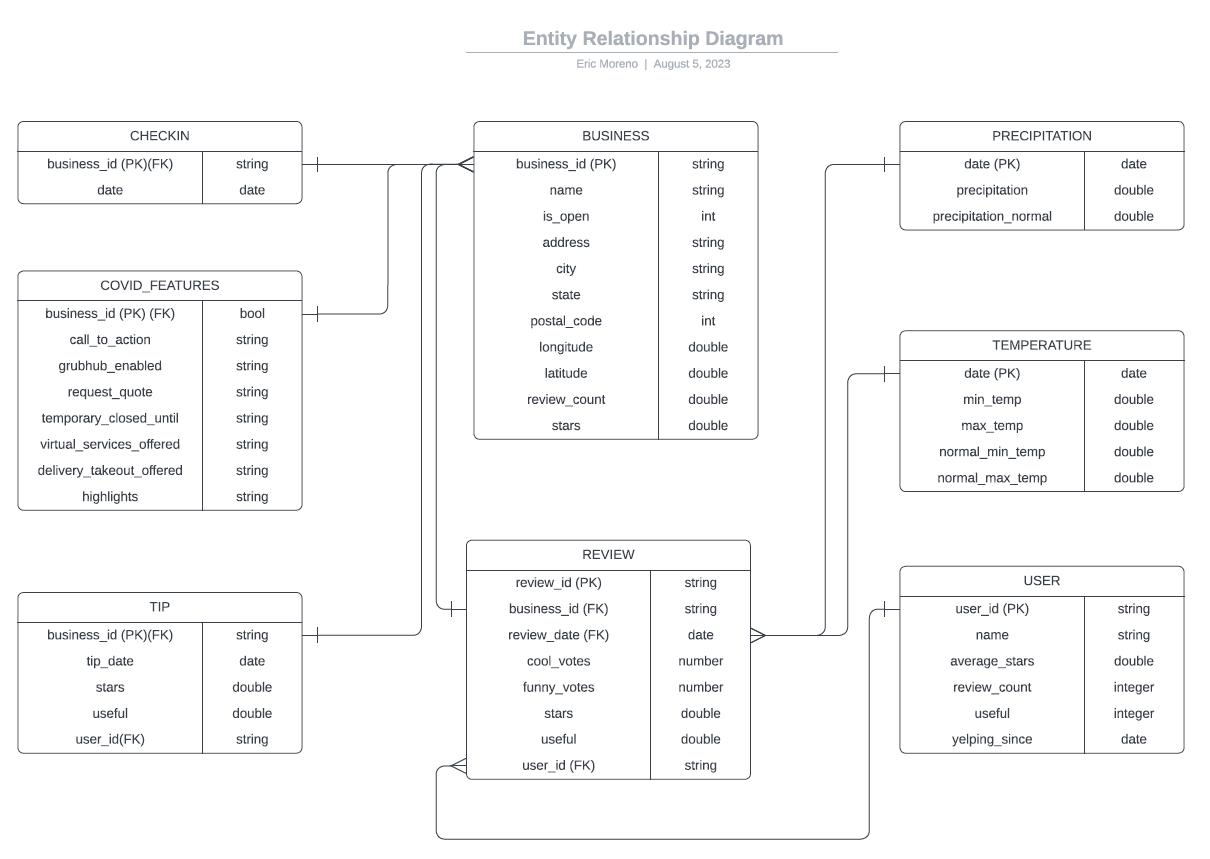 Entity Relationship Diagram
Eric Moreno | August 5, 2023
CHECKIN
business_id (PK)(FK) string
date date
COVID_FEATURES
business_id (PK) (FK) bool
call_to_action string
grubhub_enabled string
request_quote string
temporary_closed_until string
virtual_services_offered string
delivery_takeout_offered string
highlights string
TIP
business_id (PK)(FK) string
tip_date date
stars double
useful double
user_id(FK) string
BUSINESS
business_id (PK) string
name string
is_open int
address string
city string
state string
postal_code int
longitude double
latitude double
review_count double
stars double
REVIEW
review_id (PK) string
business_id (FK) string
review_date (FK) date
cool_votes number
funny_votes number
stars double
useful double
user_id (FK) string
PRECIPITATION
date (PK) date
precipitation double
precipitation_normal double
TEMPERATURE
date (PK) date
min_temp double
max_temp double
normal_min_temp double
normal_max_temp double
USER
user_id (PK) string
name string
average_stars double
review_count integer
useful integer
yelping_since date